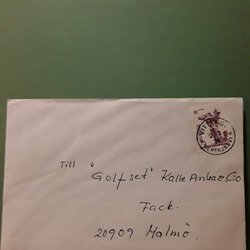 Till "
Golfset" Kalle Anka & Co
Fack.
20909 Malmö.